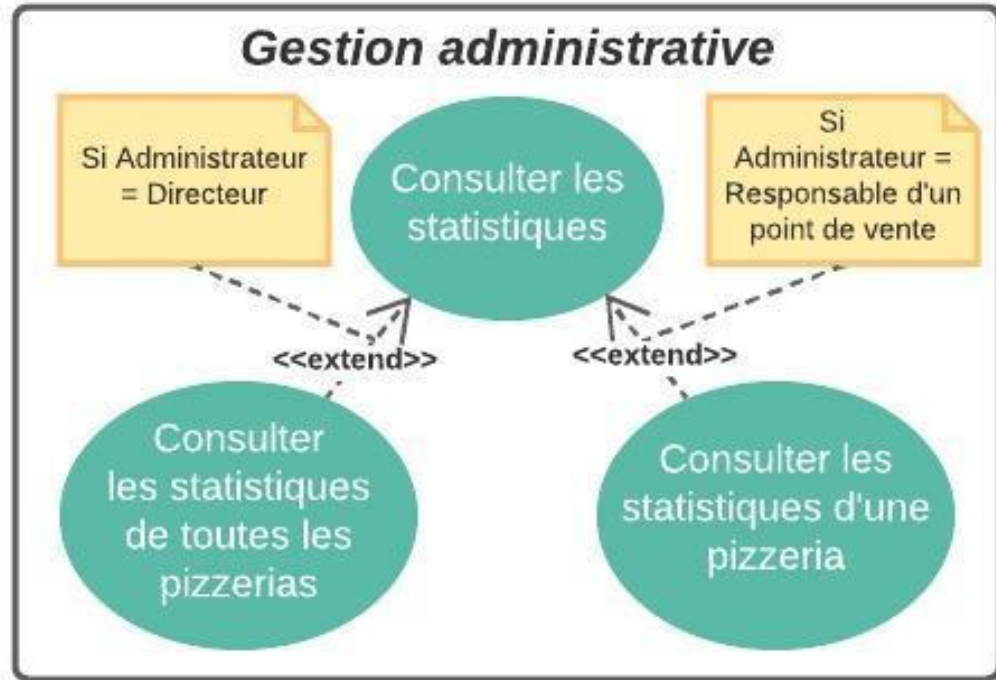 Gestion administrative
Si Administrateur
= Directeur
Consulter les
statistiques
Si
Administrateur =
Responsable d'un
point de vente
<<extend>>
<<extend>>
Consulter
les statistiques
de toutes les
pizzerias
Consulter les
statistiques d'une
pizzeria